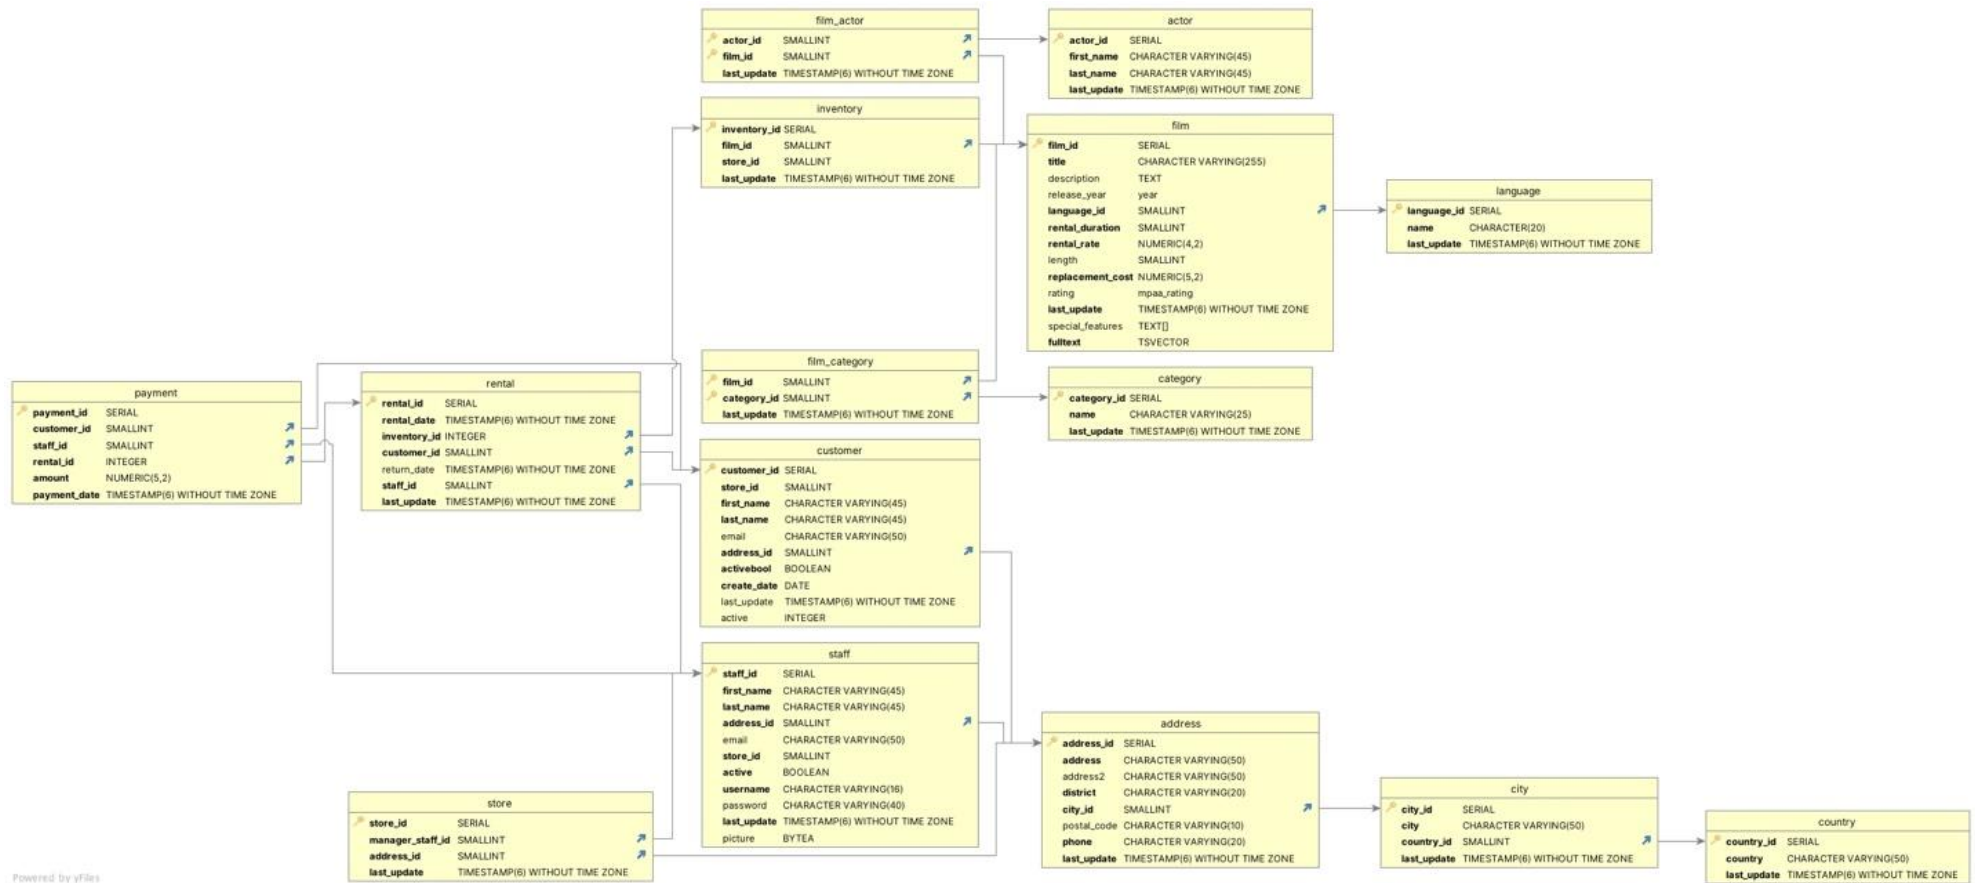 film_actor
actor_id SMALLINT
film_id SMALLINT
last_update TIMESTAMP(6) WITHOUT TIME ZONE
actor
actor_id SERIAL
first_name CHARACTER VARYING(45)
last_name CHARACTER VARYING(45)
last_update TIMESTAMP(6) WITHOUT TIME ZONE
inventory
inventory_id SERIAL
film_id SMALLINT
store_id SMALLINT
last_update TIMESTAMP(6) WITHOUT TIME ZONE
film
film_id SERIAL
title CHARACTER VARYING(255)
description TEXT
release_year year
language_id SMALLINT
rental_duration SMALLINT
rental_rate NUMERIC(4,2)
length SMALLINT
replacement_cost NUMERIC(5,2)
rating mpaa_rating
last_update TIMESTAMP(6) WITHOUT TIME ZONE
special_features TEXT[]
fulltext TSVECTOR
language
language_id SERIAL
name CHARACTER(20)
last_update TIMESTAMP(6) WITHOUT TIME ZONE
payment
payment_id SERIAL
customer_id SMALLINT
staff_id SMALLINT
rental_id INTEGER
amount NUMERIC(5,2)
payment_date TIMESTAMP(6) WITHOUT TIME ZONE
rental
rental_id SERIAL
rental_date TIMESTAMP(6) WITHOUT TIME ZONE
inventory_id INTEGER
customer_id SMALLINT
return_date TIMESTAMP(6) WITHOUT TIME ZONE
staff_id SMALLINT
last_update TIMESTAMP(6) WITHOUT TIME ZONE
film_category
film_id SMALLINT
category_id SMALLINT
last_update TIMESTAMP(6) WITHOUT TIME ZONE
category
category_id SERIAL
name CHARACTER VARYING(25)
last_update TIMESTAMP(6) WITHOUT TIME ZONE
customer
customer_id SERIAL
store_id SMALLINT
first_name CHARACTER VARYING(45)
last_name CHARACTER VARYING(45)
email CHARACTER VARYING(50)
address_id SMALLINT
activebool BOOLEAN
create_date DATE
last_update TIMESTAMP(6) WITHOUT TIME ZONE
active INTEGER
staff
staff_id SERIAL
first_name CHARACTER VARYING(45)
last_name CHARACTER VARYING(45)
address_id SMALLINT
email CHARACTER VARYING(50)
store_id SMALLINT
active BOOLEAN
username CHARACTER VARYING(16)
password CHARACTER VARYING(40)
last_update TIMESTAMP(6) WITHOUT TIME ZONE
picture BYTEA
store
store_id SERIAL
manager_staff_id SMALLINT
address_id SMALLINT
last_update TIMESTAMP(6) WITHOUT TIME ZONE
address
address_id SERIAL
address CHARACTER VARYING(50)
address2 CHARACTER VARYING(50)
district CHARACTER VARYING(20)
city_id SMALLINT
postal_code CHARACTER VARYING(10)
phone CHARACTER VARYING(20)
last_update TIMESTAMP(6) WITHOUT TIME ZONE
city
city_id SERIAL
city CHARACTER VARYING(50)
country_id SMALLINT
last_update TIMESTAMP(6) WITHOUT TIME ZONE
country
country_id SERIAL
country CHARACTER VARYING(50)
last_update TIMESTAMP(6) WITHOUT TIME ZONE
Powered by yFiles